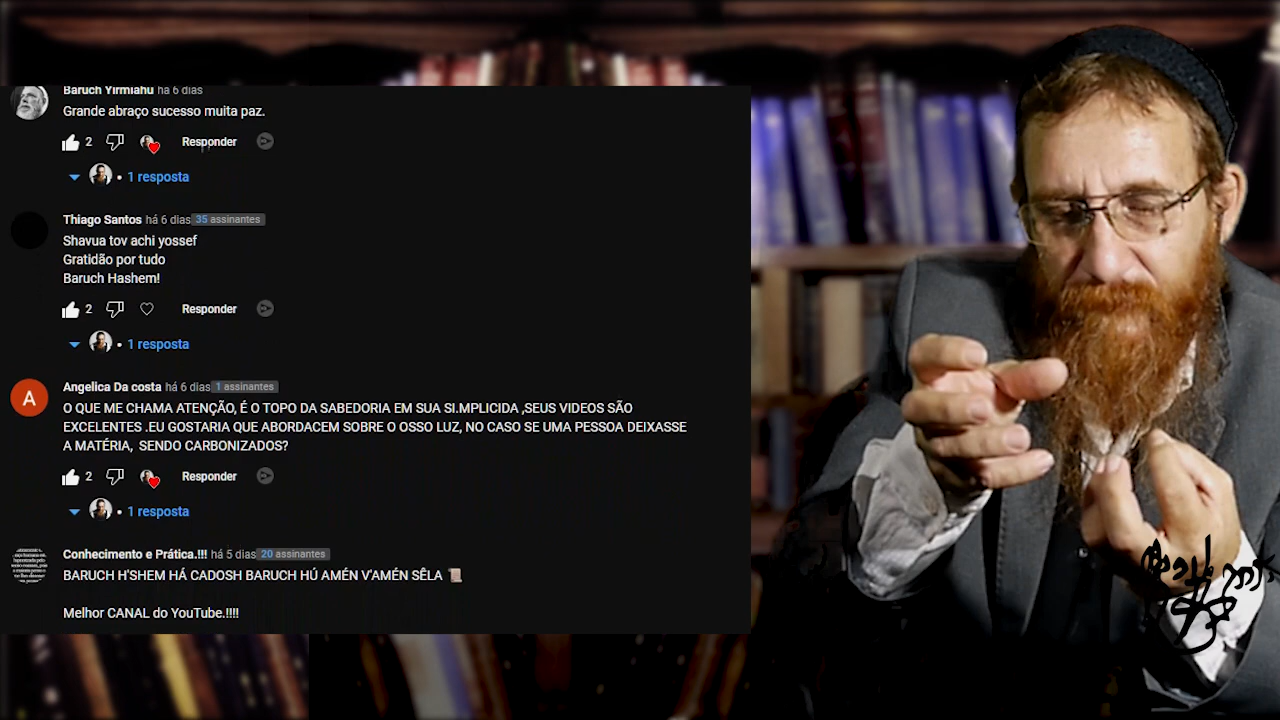 Baruch Yirmiahu há 6 dias
Grande abraço sucesso muita paz.
2 Responder
1 resposta
Thiago Santos há 6 dias 35 assinantes
Shavua tov achi yossef
Gratidão por tudo
Baruch Hashem!
2 Responder
1 resposta
A Angelica Da costa há 6 dias 1 assinantes
O QUE ME CHAMA ATENÇÃO, É O TOPO DA SABEDORIA EM SUA SI.MPLICIDA ,SEUS VIDEOS SÃO
EXCELENTES .EU GOSTARIA QUE ABORDACEM SOBRE O OSSO LUZ, NO CASO SE UMA PESSOA DEIXASSE
A MATÉRIA, SENDO CARBONIZADOS?
2 Responder
1 resposta
Conhecimento e Prática.!!! há 5 dias 20 assinantes
BARUCH H'SHEM HÁ CADOSH BARUCH HÚ AMÉN V'AMÉN SÊLA
Melhor CANAL do YouTube.!!!!